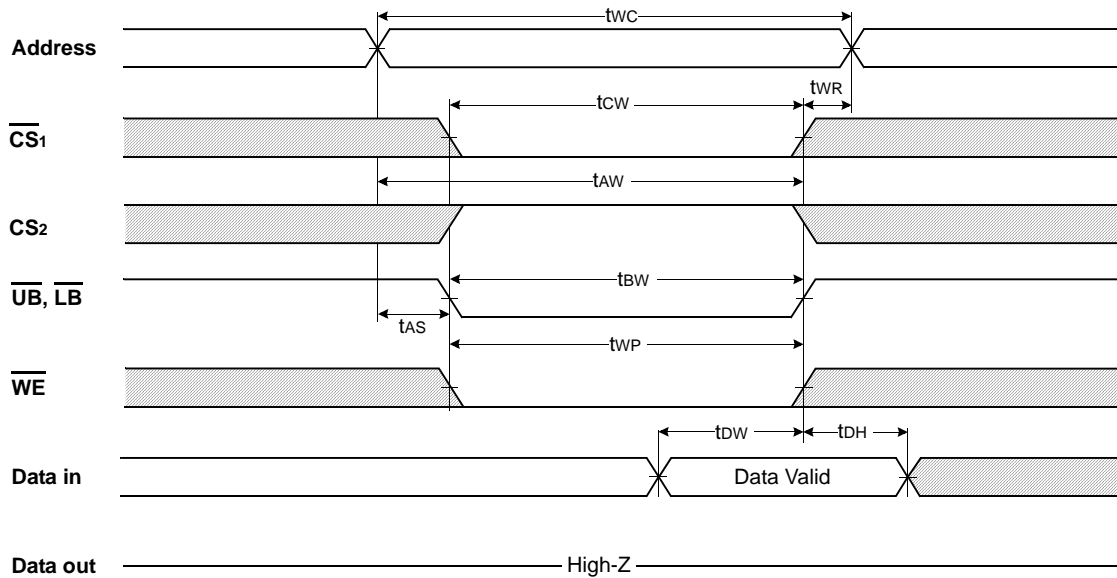 tWC
Address
tWR
tCW
CS1
tAW
CS2
tBW
UB, LB
tAS
tWP
WE
tDW
tDH
Data in
Data Valid
Data out
High-Z